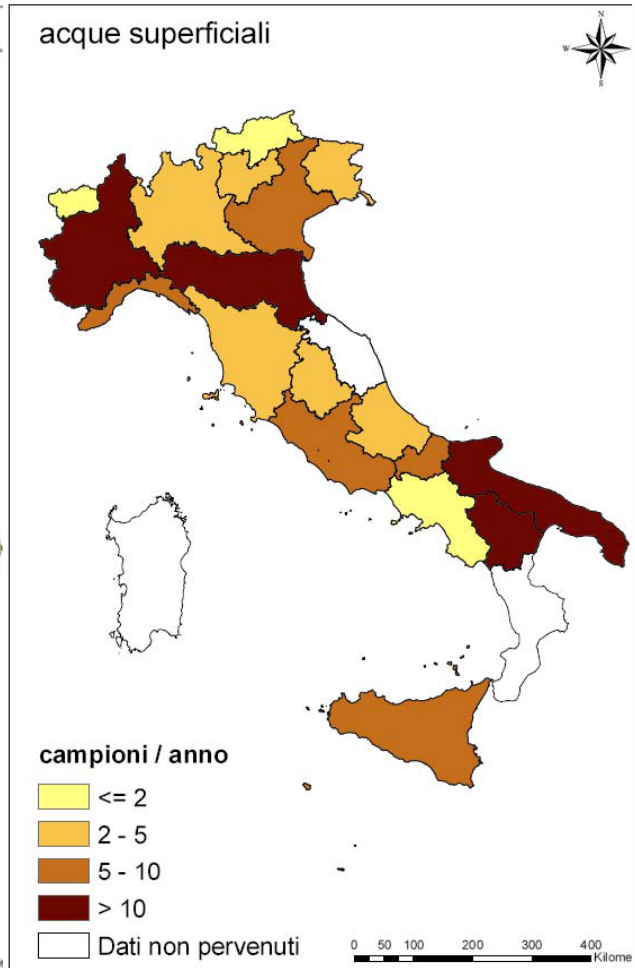 acque superficiali
N
W
E
S
campioni / anno
<= 2
2 - 5
5 - 10
> 10
Dati non pervenuti
0 50 100 200 300 400
Kilome